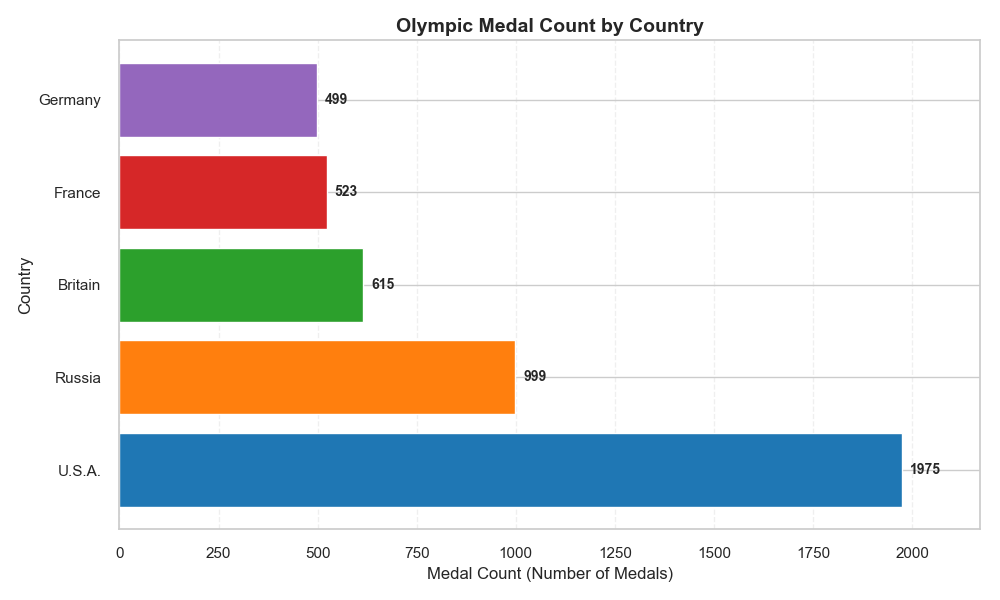 Olympic Medal Count by Country
Germany
499
France
523
Britain
615
Russia
999
U.S.A.
1975
0 250 500 750 1000 1250 1500 1750 2000
Medal Count (Number of Medals)
Country